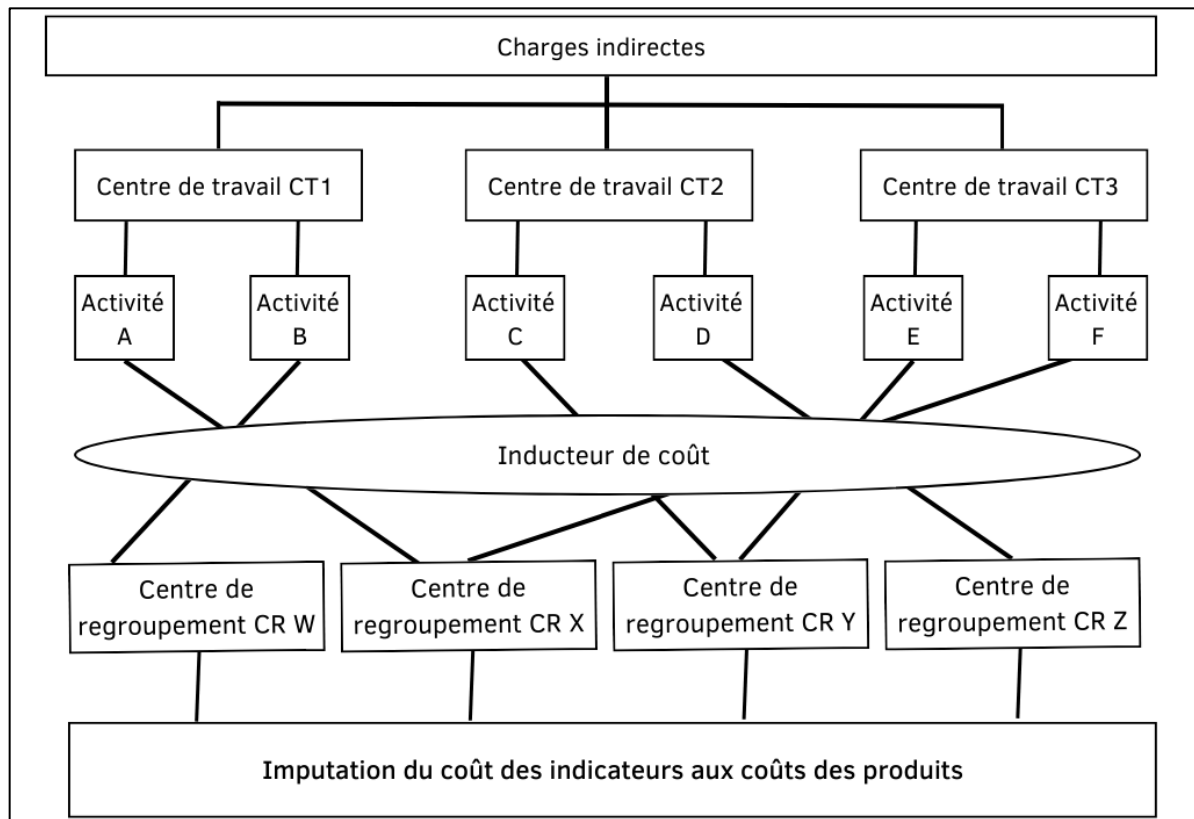 Charges indirectes
Centre de travail CT1
Centre de travail CT2
Centre de travail CT3
Activité
A
Activité
B
Activité
C
Activité
D
Activité
E
Activité
F
Inducteur de coût
Centre de
regroupement CR W
Centre de
regroupement CR X
Centre de
regroupement CR Y
Centre de
regroupement CR Z
Imputation du coût des indicateurs aux coûts des produits